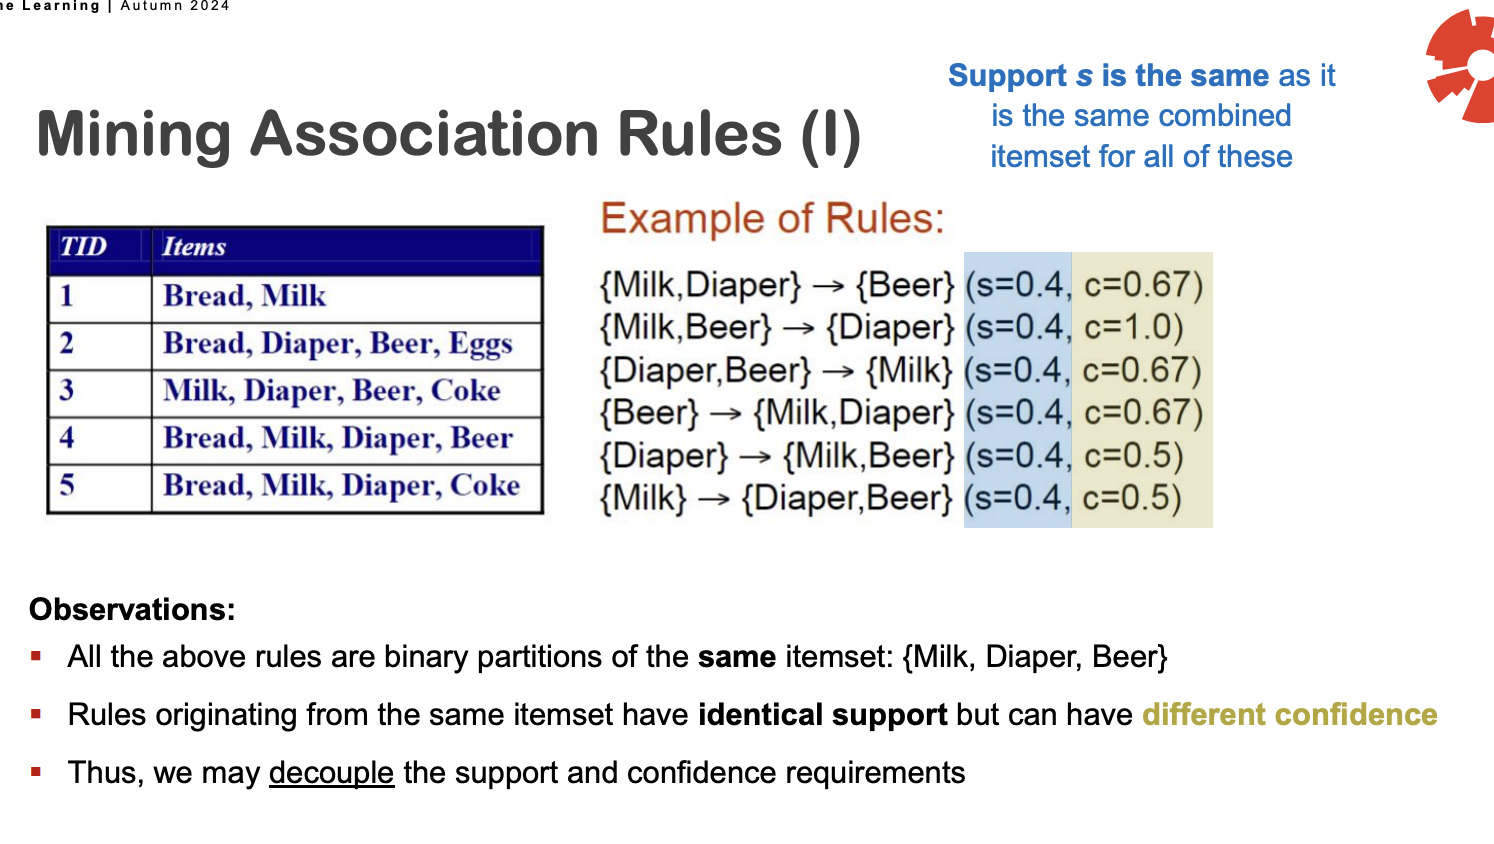 ne Learning | Autumn 2024
Support s is the same as it
is the same combined
itemset for all of these
Mining Association Rules (I)
TID Items
1 Bread, Milk
2 Bread, Diaper, Beer, Eggs
3 Milk, Diaper, Beer, Coke
4 Bread, Milk, Diaper, Beer
5 Bread, Milk, Diaper, Coke
Example of Rules:
{Milk,Diaper} → {Beer} (s=0.4, c=0.67)
{Milk,Beer} → {Diaper} (s=0.4, c=1.0)
{Diaper,Beer} → {Milk} (s=0.4, c=0.67)
{Beer} → {Milk,Diaper} (s=0.4, c=0.67)
{Diaper} → {Milk,Beer} (s=0.4, c=0.5)
{Milk} → {Diaper,Beer} (s=0.4, c=0.5)
Observations:
▪ All the above rules are binary partitions of the same itemset: {Milk, Diaper, Beer}
▪ Rules originating from the same itemset have identical support but can have different confidence
▪ Thus, we may decouple the support and confidence requirements